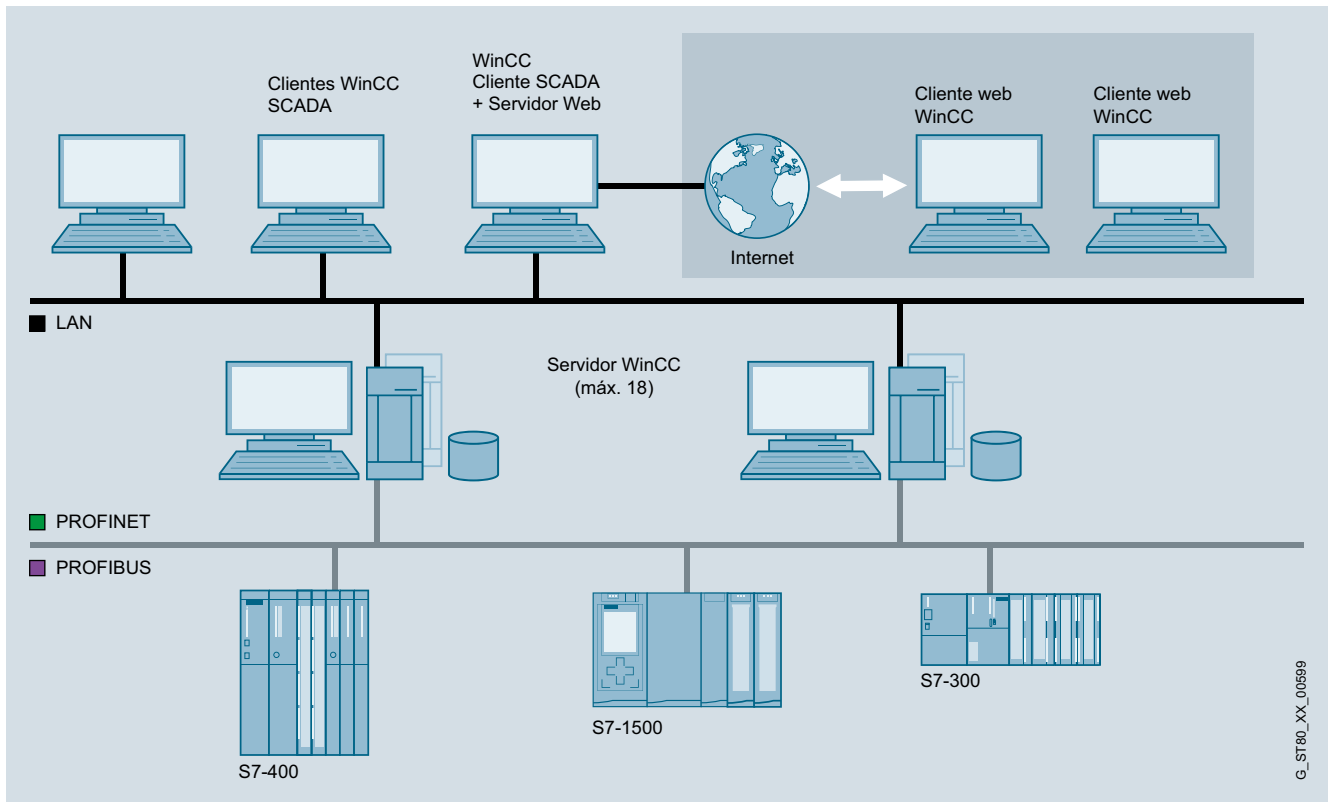 Clientes WinCC
SCADA
WinCC
Cliente SCADA
+ Servidor Web
Cliente web
WinCC
Cliente web
WinCC
Internet
LAN
Servidor WinCC
(máx. 18)
PROFINET
PROFIBUS
S7-400
S7-1500
S7-300
G_ST80_XX_00599